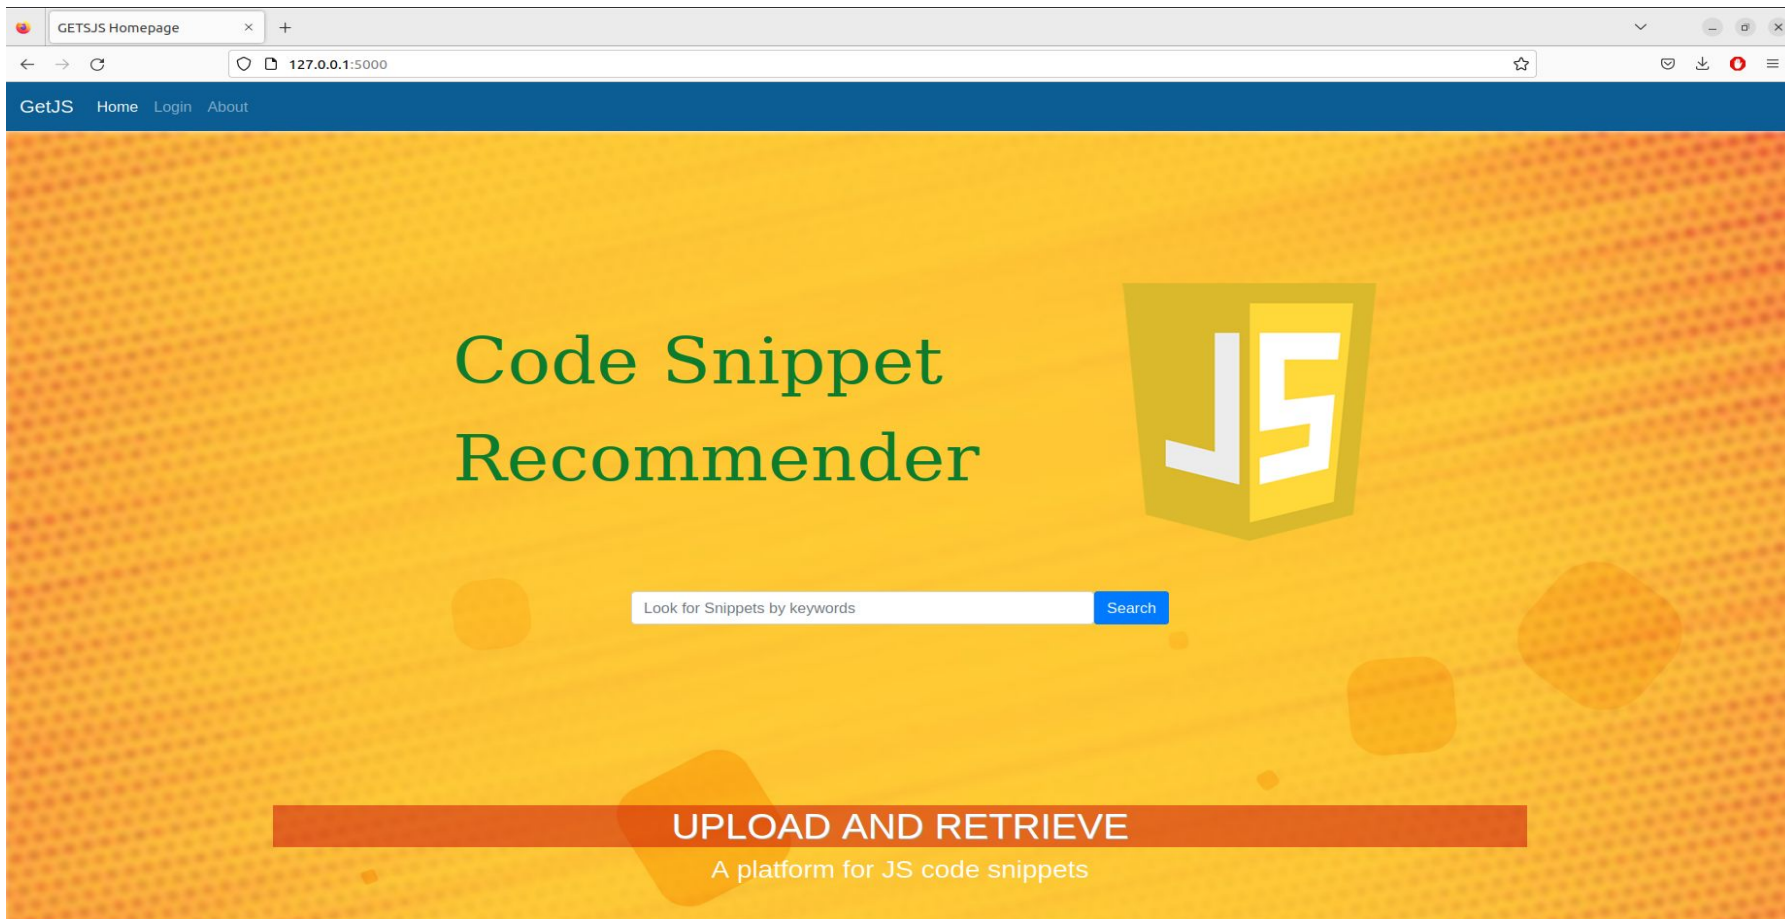 GETSJS Homepage
127.0.0.1:5000
GetJS Home Login About
Code Snippet
Recommender
JS
Look for Snippets by keywords Search
UPLOAD AND RETRIEVE
A platform for JS code snippets